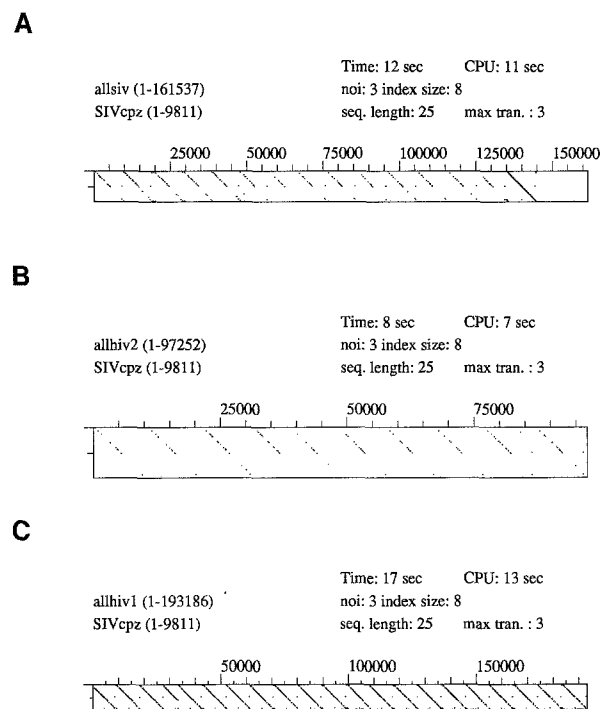 A
Time: 12 sec CPU: 11 sec
allsiv (1-161537) noi: 3 index size: 8
SIVcpz (1-9811) seq. length: 25 max tran. : 3
25000 50000 75000 100000 125000 150000
B
Time: 8 sec CPU: 7 sec
allhiv2 (1-97252) noi: 3 index size: 8
SIVcpz (1-9811) seq. length: 25 max tran. : 3
25000 50000 75000
C
Time: 17 sec CPU: 13 sec
allhiv1 (1-193186) noi: 3 index size: 8
SIVcpz (1-9811) seq. length: 25 max tran. : 3
50000 100000 150000